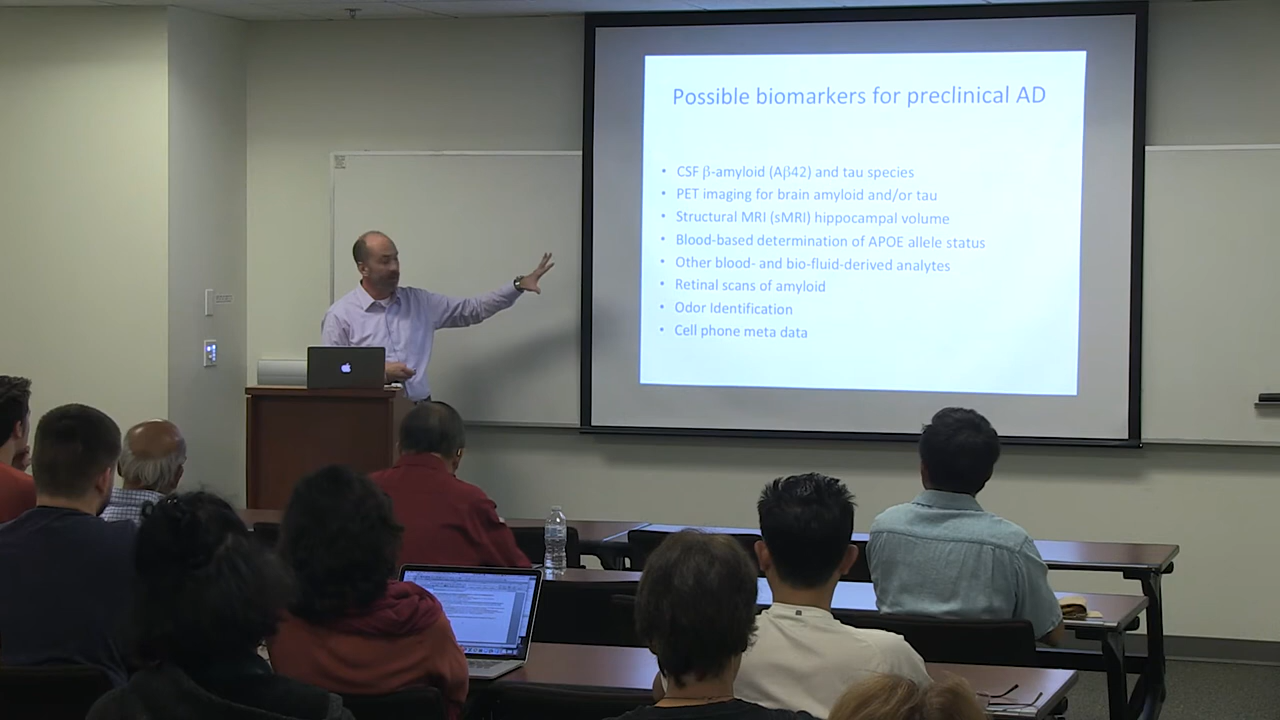 Possible biomarkers for preclinical AD
• CSF β-amyloid (Aβ42) and tau species
• PET imaging for brain amyloid and/or tau
• Structural MRI (sMRI) hippocampal volume
• Blood-based determination of APOE allele status
• Other blood- and bio-fluid-derived analytes
• Retinal scans of amyloid
• Odor Identification
• Cell phone meta data